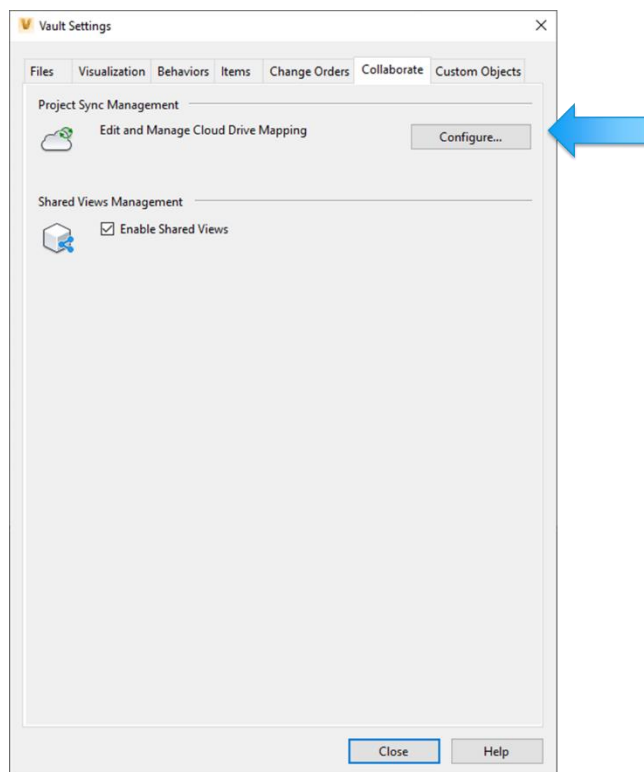 Vault Settings
Files Visualization Behaviors Items Change Orders Collaborate Custom Objects
Project Sync Management
Edit and Manage Cloud Drive Mapping
Configure...
Shared Views Management
Enable Shared Views
Close Help